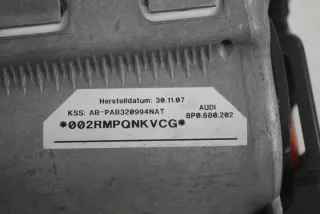 Herstelldatum: 30.11.07
KSS: AB-PAB320994NAT AUDI
8P0.880.202
*002RMPQNKVCG*